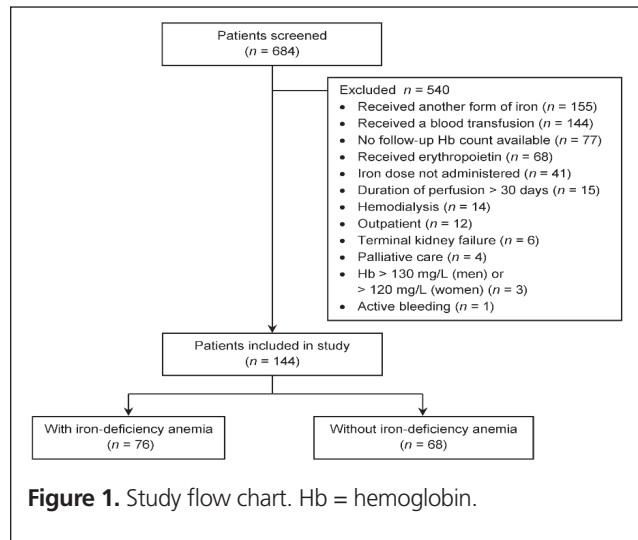 Patients screened
(n = 684)
Excluded n = 540
• Received another form of iron (n = 155)
• Received a blood transfusion (n = 144)
• No follow-up Hb count available (n = 77)
• Received erythropoietin (n = 68)
• Iron dose not administered (n = 41)
• Duration of perfusion > 30 days (n = 15)
• Hemodialysis (n = 14)
• Outpatient (n = 12)
• Terminal kidney failure (n = 6)
• Palliative care (n = 4)
• Hb > 130 mg/L (men) or
> 120 mg/L (women) (n = 3)
• Active bleeding (n = 1)
Patients included in study
(n = 144)
With iron-deficiency anemia
(n = 76)
Without iron-deficiency anemia
(n = 68)
Figure 1. Study flow chart. Hb = hemoglobin.